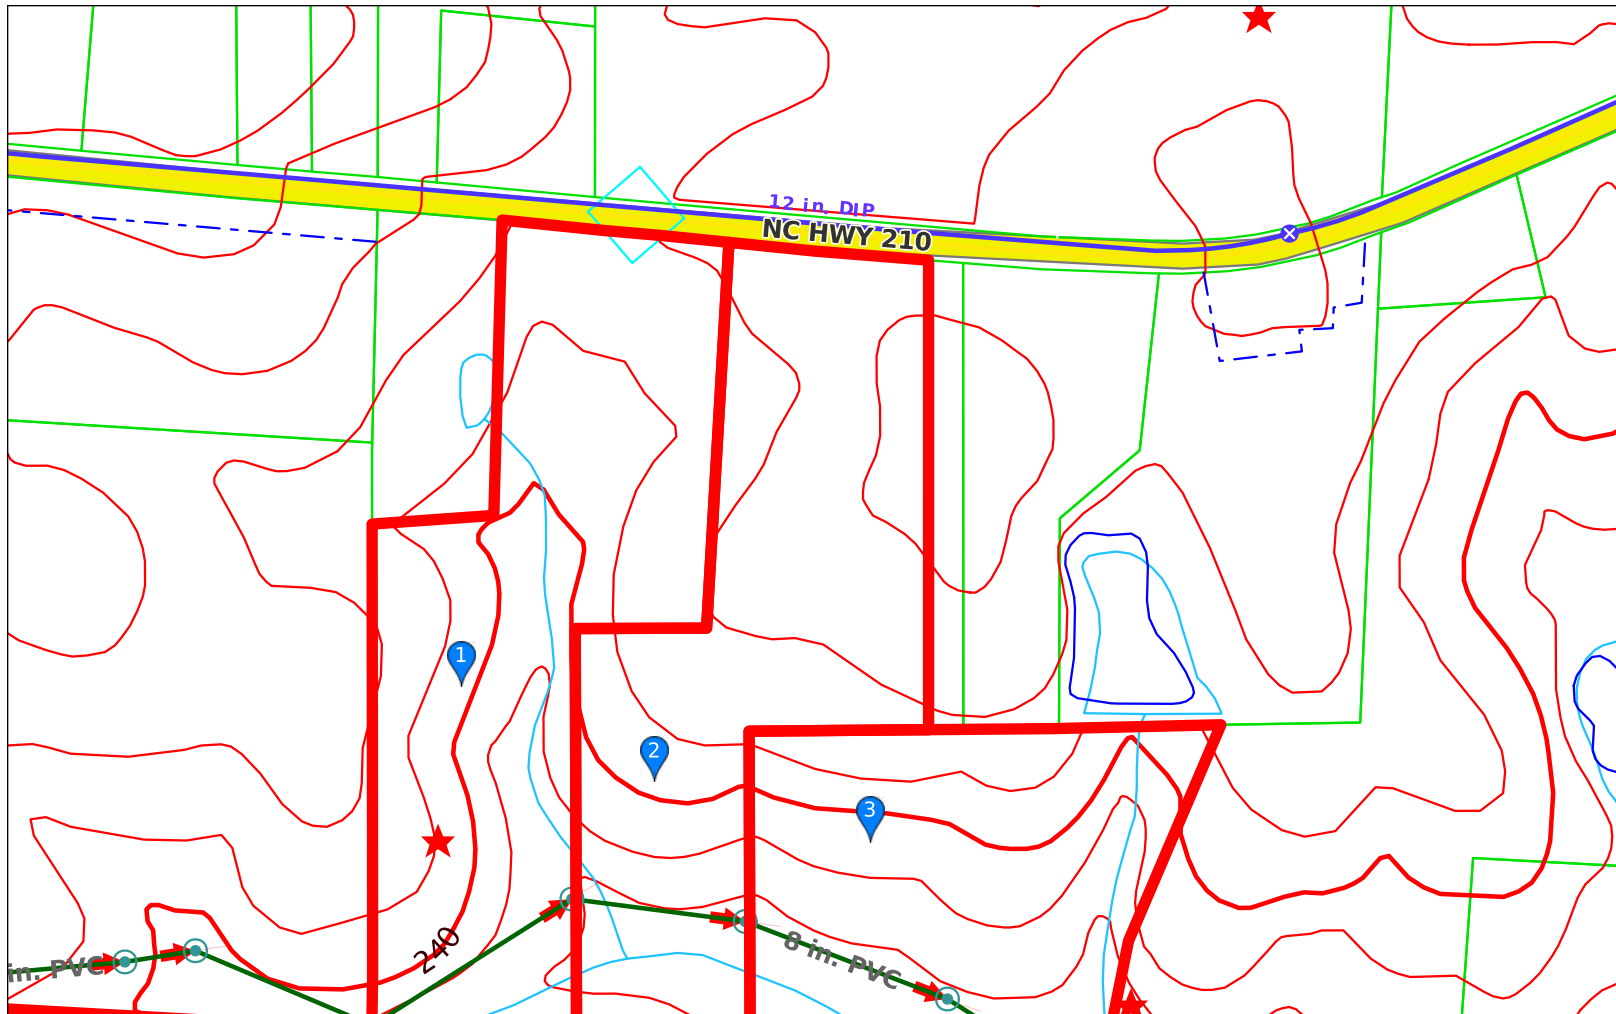 12 in. DIP
NC HWY 210
1
2
3
240
in. PVC
8 in. PVC